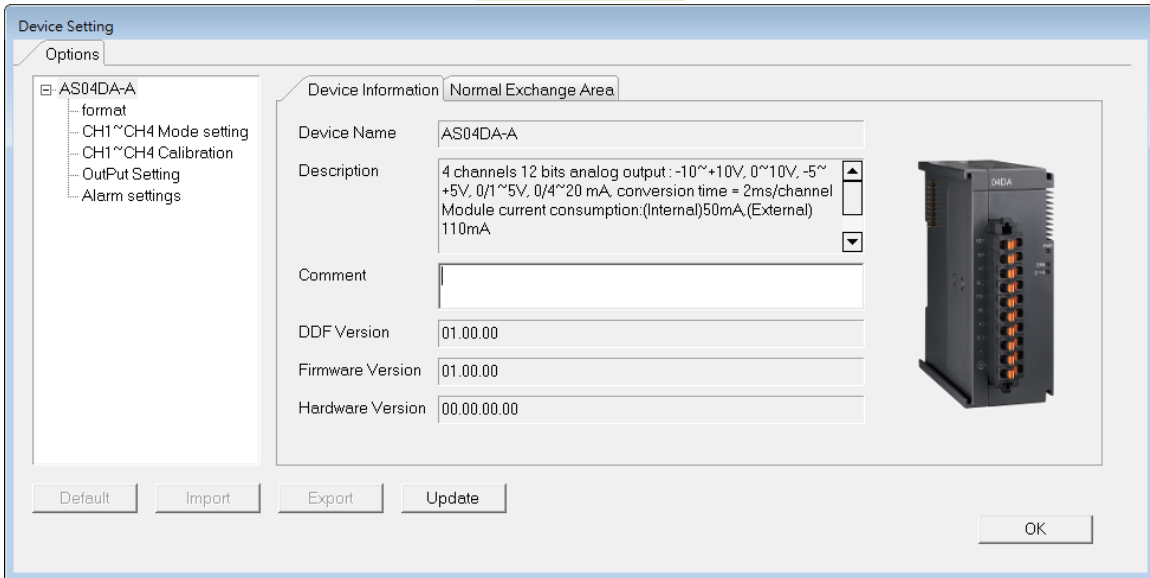 Device Setting
Options
AS04DA-A
format
CH1~CH4 Mode setting
CH1~CH4 Calibration
OutPut Setting
Alarm settings
Device Information
Normal Exchange Area
Device Name
AS04DA-A
Description
4 channels 12 bits analog output : -10~+10V, 0~10V, -5~
+5V, 0/1~5V, 0/4~20 mA, conversion time = 2ms/channel
Module current consumption:(Internal)50mA,(External)
110mA
Comment
DDF Version
01.00.00
Firmware Version
01.00.00
Hardware Version
00.00.00.00
04DA
Default
Import
Export
Update
OK